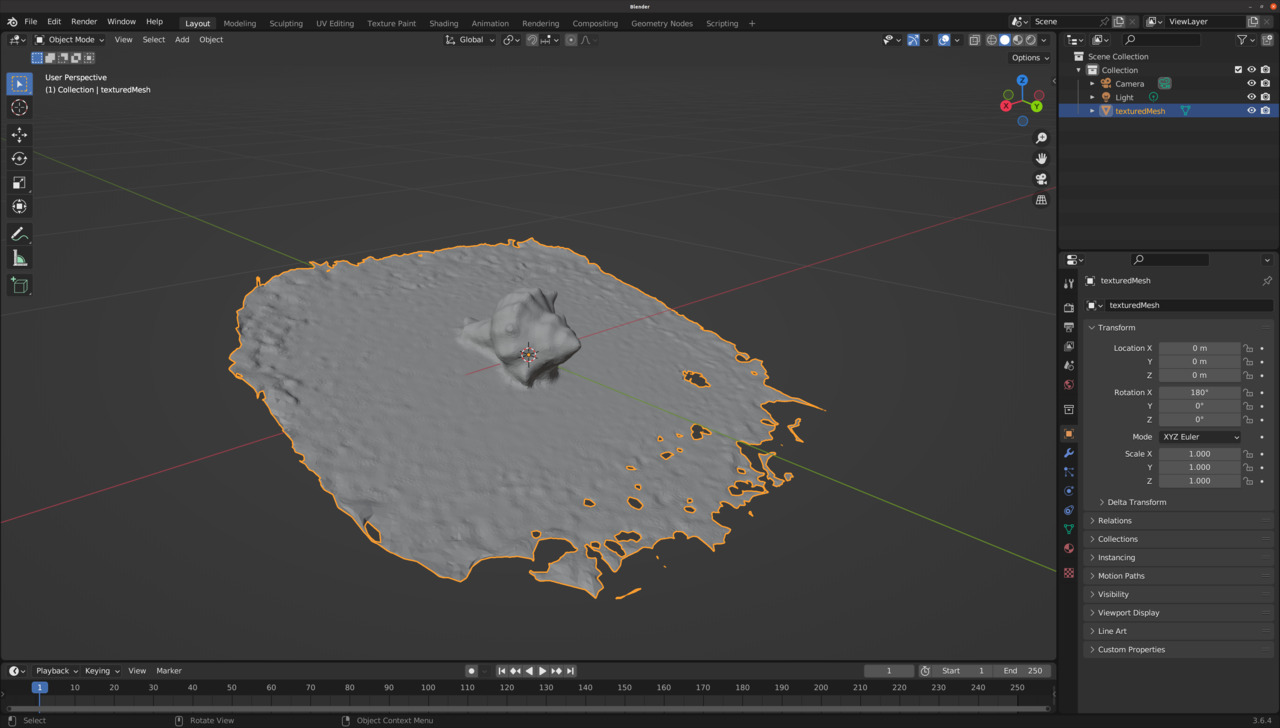 Blender
File Edit Render Window Help Layout Modeling Sculpting UV Editing Texture Paint Shading Animation Rendering Compositing Geometry Nodes Scripting + Scene ViewLayer
Object Mode View Select Add Object Global
Options
User Perspective
(1) Collection | texturedMesh
Z
X
Y
Scene Collection
Collection
Camera
Light
texturedMesh
texturedMesh
texturedMesh
Transform
Location X 0 m
Y 0 m
Z 0 m
Rotation X 180°
Y 0°
Z 0°
Mode XYZ Euler
Scale X 1.000
Y 1.000
Z 1.000
Delta Transform
Relations
Collections
Instancing
Motion Paths
Visibility
Viewport Display
Line Art
Custom Properties
Playback Keying View Marker 1 Start 1 End 250
1 10 20 30 40 50 60 70 80 90 100 110 120 130 140 150 160 170 180 190 200 210 220 230 240 250
Select Rotate View Object Context Menu 3.6.4